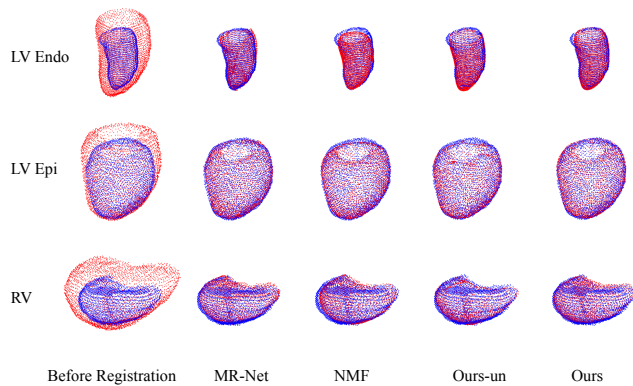 LV Endo
LV Epi
RV
Before Registration MR-Net NMF Ours-un Ours